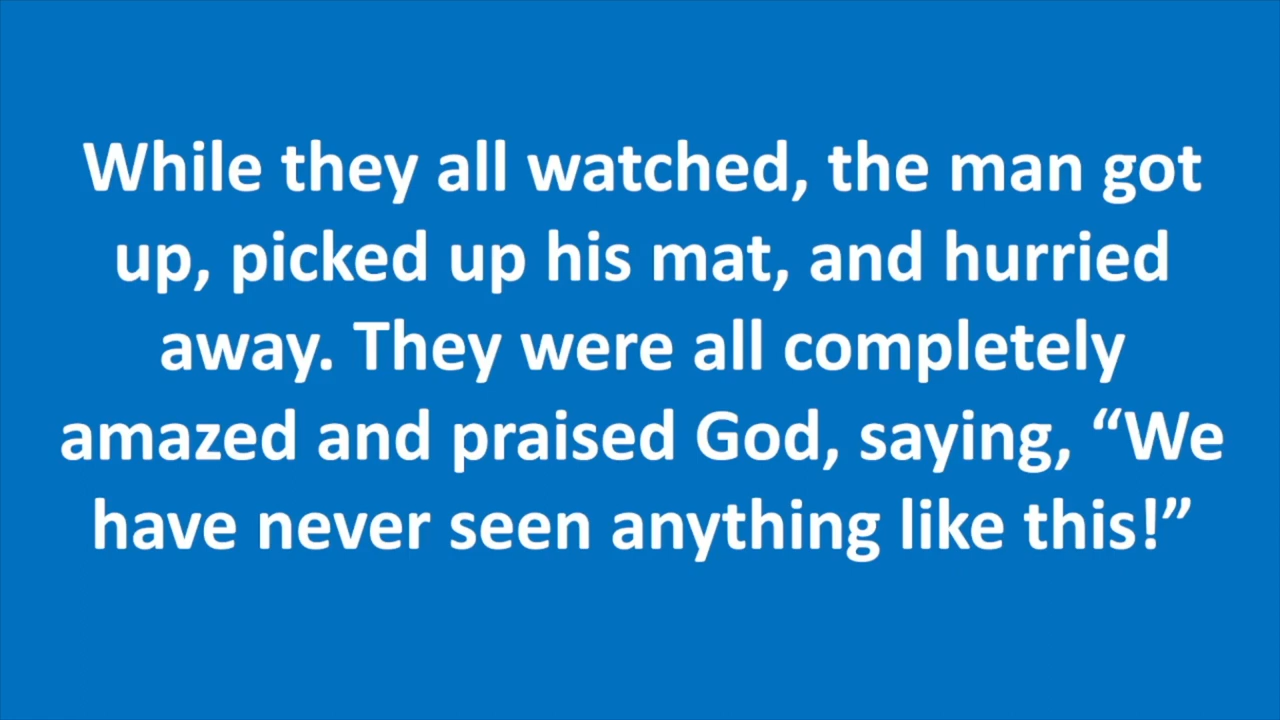 While they all watched, the man got
up, picked up his mat, and hurried
away. They were all completely
amazed and praised God, saying, “We
have never seen anything like this!”